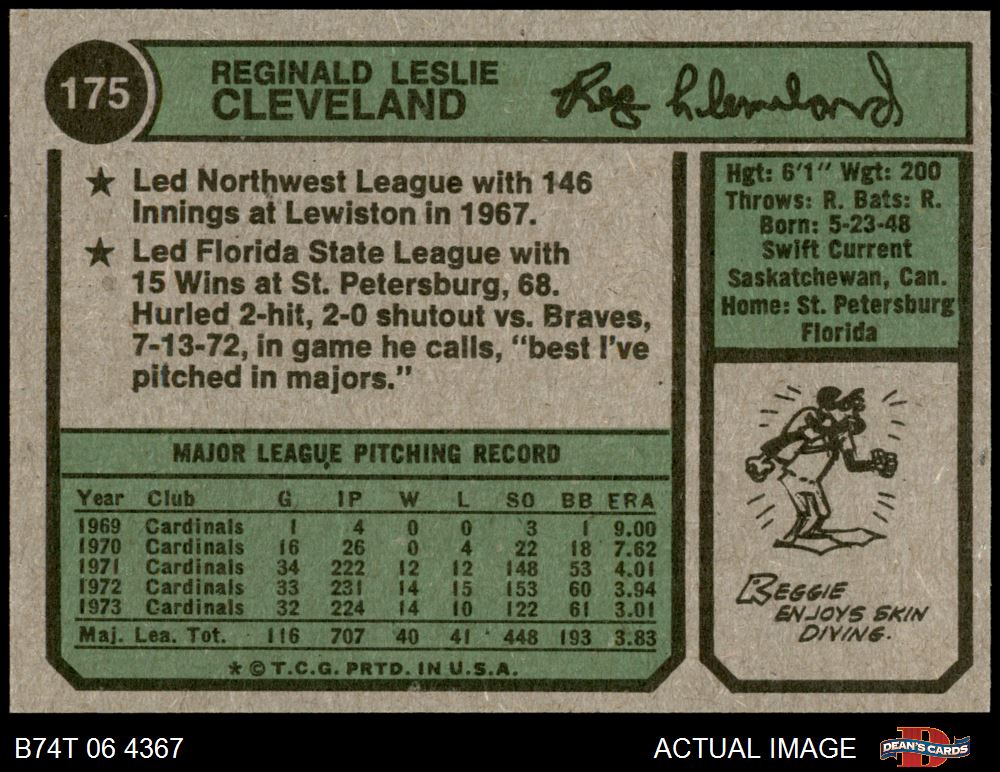 175
REGINALD LESLIE
CLEVELAND
Reg Cleveland
★ Led Northwest League with 146
Innings at Lewiston in 1967.
★ Led Florida State League with
15 Wins at St. Petersburg, 68.
Hurled 2-hit, 2-0 shutout vs. Braves,
7-13-72, in game he calls, “best I’ve
pitched in majors.”
Hgt: 6'1" Wgt: 200
Throws: R. Bats: R.
Born: 5-23-48
Swift Current
Saskatchewan, Can.
Home: St. Petersburg
Florida
MAJOR LEAGUE PITCHING RECORD
Year Club G IP W L SO BB ERA
1969 Cardinals 1 4 0 0 3 1 9.00
1970 Cardinals 16 26 0 4 22 18 7.62
1971 Cardinals 34 222 12 12 148 53 4.01
1972 Cardinals 33 231 14 15 153 60 3.94
1973 Cardinals 32 224 14 10 122 61 3.01
Maj. Lea. Tot. 116 707 40 41 448 193 3.83
★ © T.C.G. PRTD. IN U.S.A.
REGGIE
ENJOYS SKIN
DIVING.
B74T 06 4367
ACTUAL IMAGE
DEAN'S CARDS